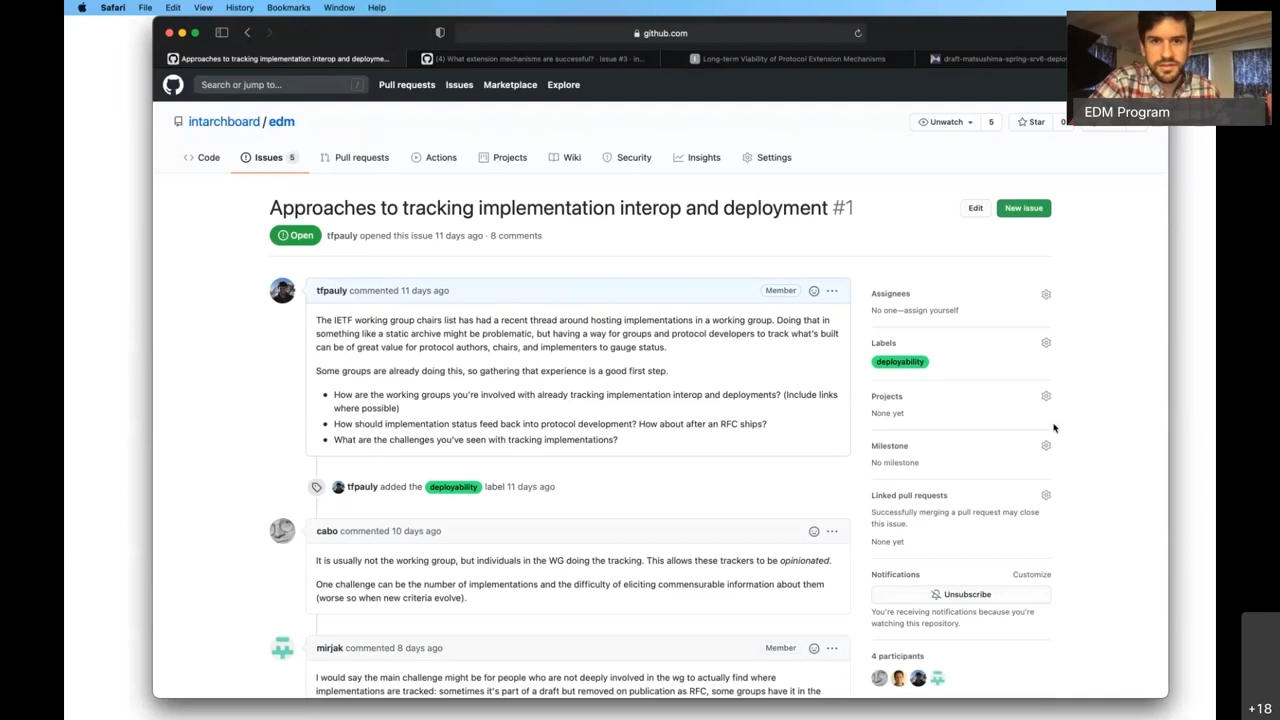 Safari File Edit View History Bookmarks Window Help
github.com
Approaches to tracking implementation interop and deployme...
(4) What extension mechanisms are successful? · Issue #3 · in...
Long-term Viability of Protocol Extension Mechanisms
draft-matsushima-spring-srv6-deplo
EDM Program
Search or jump to... /
Pull requests Issues Marketplace Explore
intarchboard / edm
Unwatch 5 Star 0
Code Issues 5 Pull requests Actions Projects Wiki Security Insights Settings
Approaches to tracking implementation interop and deployment #1
Edit New issue
Open tfpauly opened this issue 11 days ago · 8 comments
tfpauly commented 11 days ago Member
The IETF working group chairs list has had a recent thread around hosting implementations in a working group. Doing that in
something like a static archive might be problematic, but having a way for groups and protocol developers to track what's built
can be of great value for protocol authors, chairs, and implementers to gauge status.
Some groups are already doing this, so gathering that experience is a good first step.
• How are the working groups you're involved with already tracking implementation interop and deployments? (Include links
where possible)
• How should implementation status feed back into protocol development? How about after an RFC ships?
• What are the challenges you've seen with tracking implementations?
tfpauly added the deployability label 11 days ago
cabo commented 10 days ago
It is usually not the working group, but individuals in the WG doing the tracking. This allows these trackers to be opinionated.
One challenge can be the number of implementations and the difficulty of eliciting commensurable information about them
(worse so when new criteria evolve).
mirjak commented 8 days ago Member
I would say the main challenge might be for people who are not deeply involved in the wg to actually find where
implementations are tracked: sometimes it's part of a draft but removed on publication as RFC, some groups have it in the
Assignees
No one—assign yourself
Labels
deployability
Projects
None yet
Milestone
No milestone
Linked pull requests
Successfully merging a pull request may close
this issue.
None yet
Notifications Customize
Unsubscribe
You're receiving notifications because you're
watching this repository.
4 participants
+18